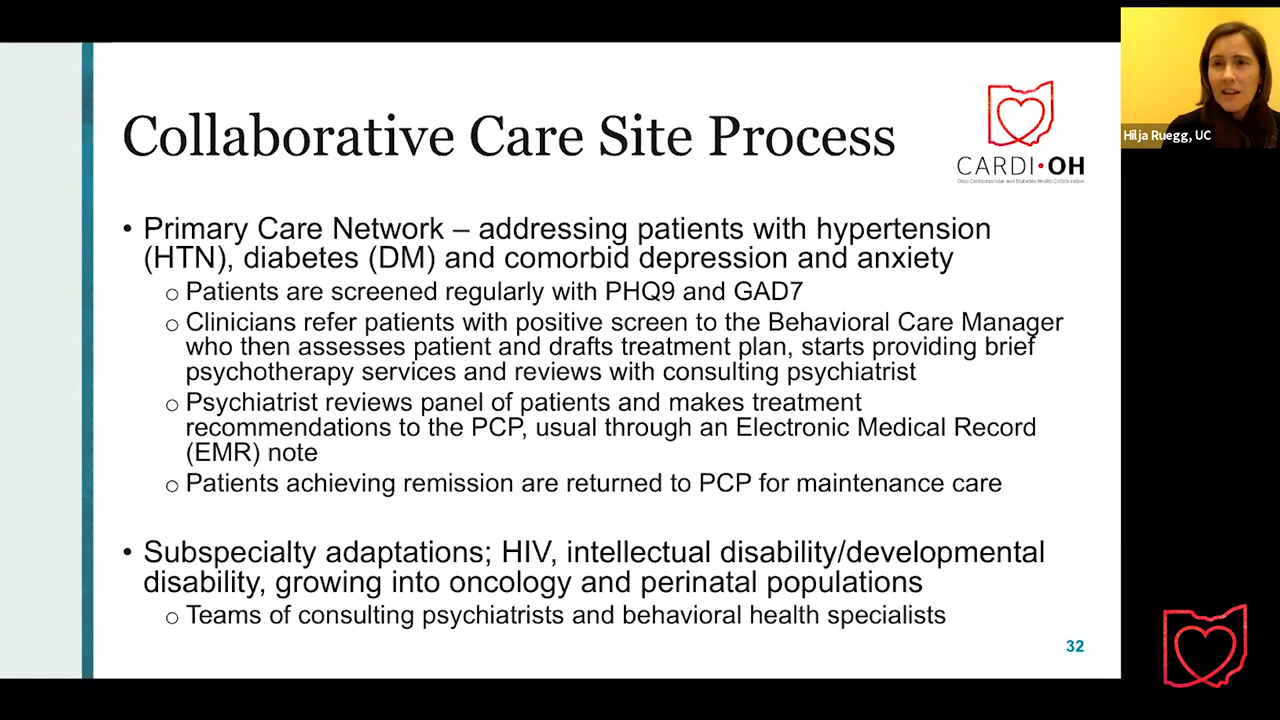 Collaborative Care Site Process
CARDI•OH
Ohio Cardiovascular and Diabetes Health Collaborative
Hilja Ruegg, UC
• Primary Care Network – addressing patients with hypertension
(HTN), diabetes (DM) and comorbid depression and anxiety
o Patients are screened regularly with PHQ9 and GAD7
o Clinicians refer patients with positive screen to the Behavioral Care Manager
who then assesses patient and drafts treatment plan, starts providing brief
psychotherapy services and reviews with consulting psychiatrist
o Psychiatrist reviews panel of patients and makes treatment
recommendations to the PCP, usual through an Electronic Medical Record
(EMR) note
o Patients achieving remission are returned to PCP for maintenance care
• Subspecialty adaptations; HIV, intellectual disability/developmental
disability, growing into oncology and perinatal populations
o Teams of consulting psychiatrists and behavioral health specialists
32